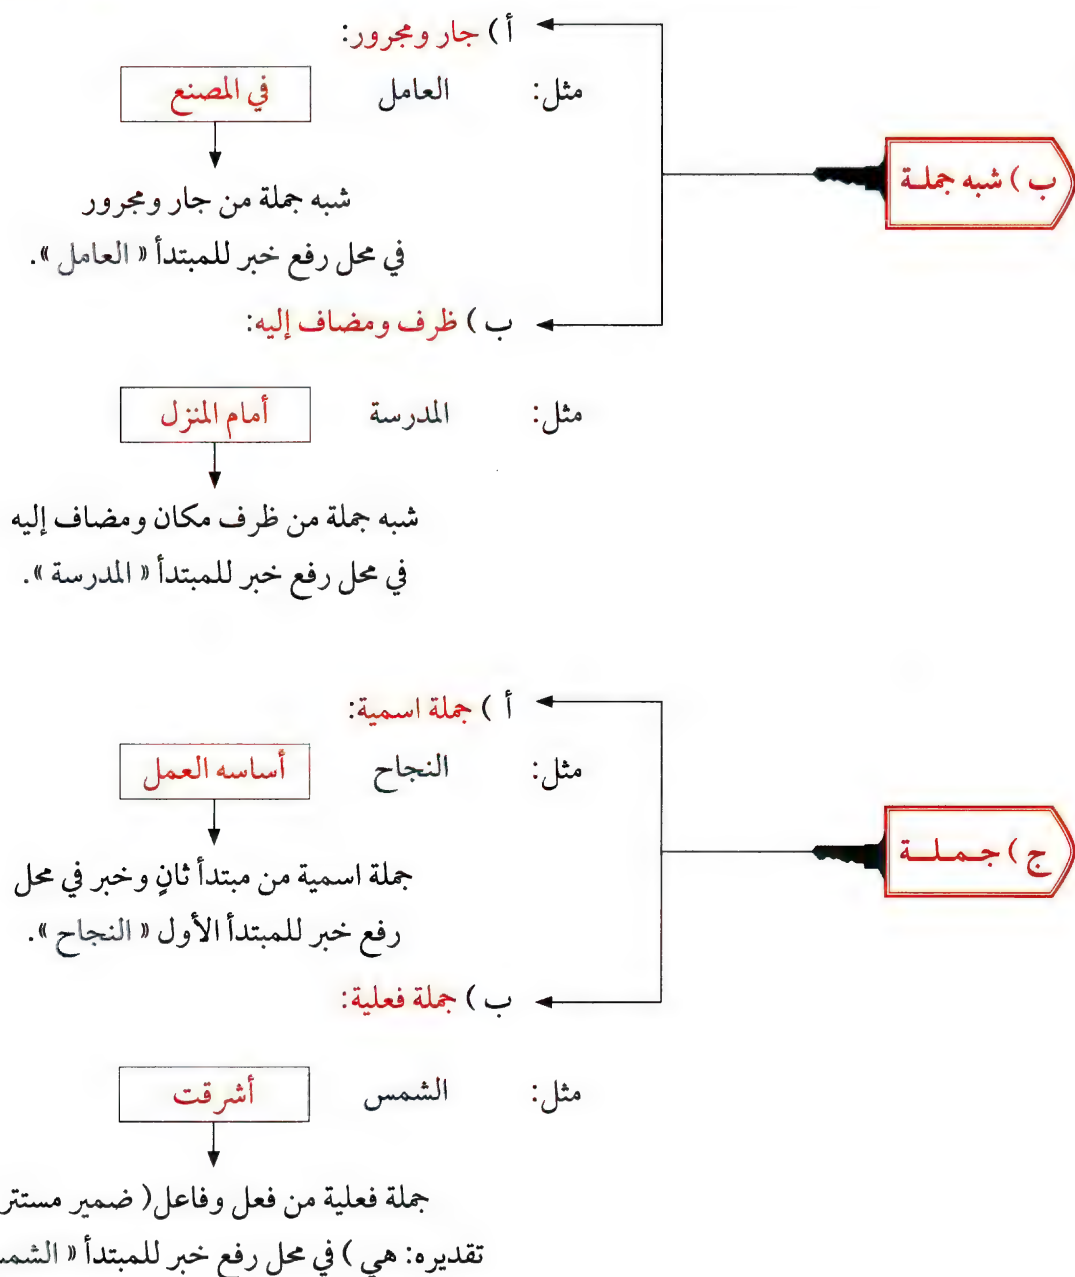 ب ) شبه جملة
أ ) جار ومجرور:
مثل: العامل في المصنع
شبه جملة من جار ومجرور
في محل رفع خبر للمبتدأ « العامل ».
ب ) ظرف ومضاف إليه:
مثل: المدرسة أمام المنزل
شبه جملة من ظرف مكان ومضاف إليه
في محل رفع خبر للمبتدأ « المدرسة ».
ج ) جملة
أ ) جملة اسمية:
مثل: النجاح أساسه العمل
جملة اسمية من مبتدأ ثانٍ وخبر في محل
رفع خبر للمبتدأ الأول « النجاح ».
ب ) جملة فعلية:
مثل: الشمس أشرقت
جملة فعلية من فعل وفاعل ( ضمير مستتر
تقديره: هي ) في محل رفع خبر للمبتدأ «